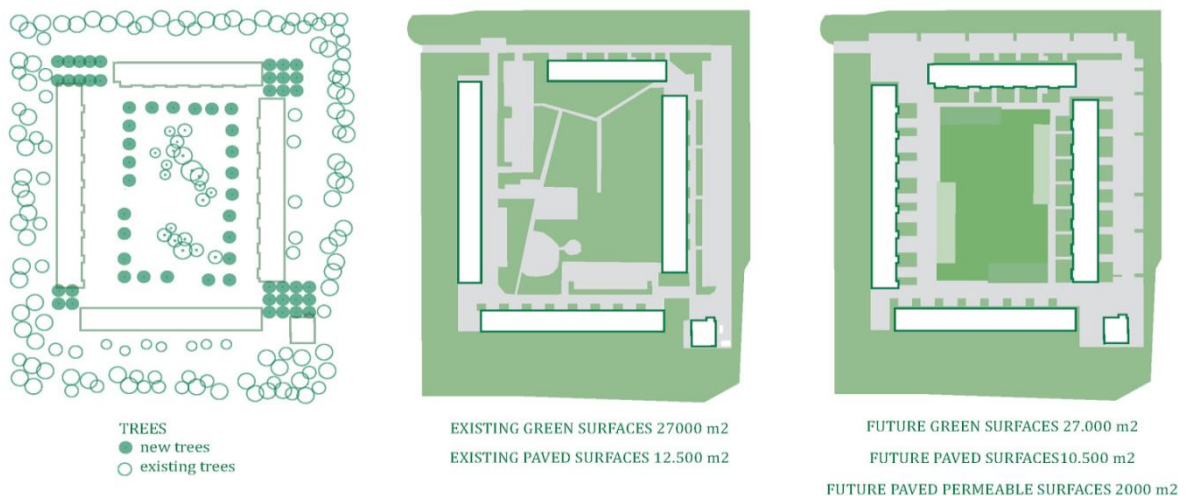 TREES
new trees
existing trees
EXISTING GREEN SURFACES 27000 m2
EXISTING PAVED SURFACES 12.500 m2
FUTURE GREEN SURFACES 27.000 m2
FUTURE PAVED SURFACES10.500 m2
FUTURE PAVED PERMEABLE SURFACES 2000 m2